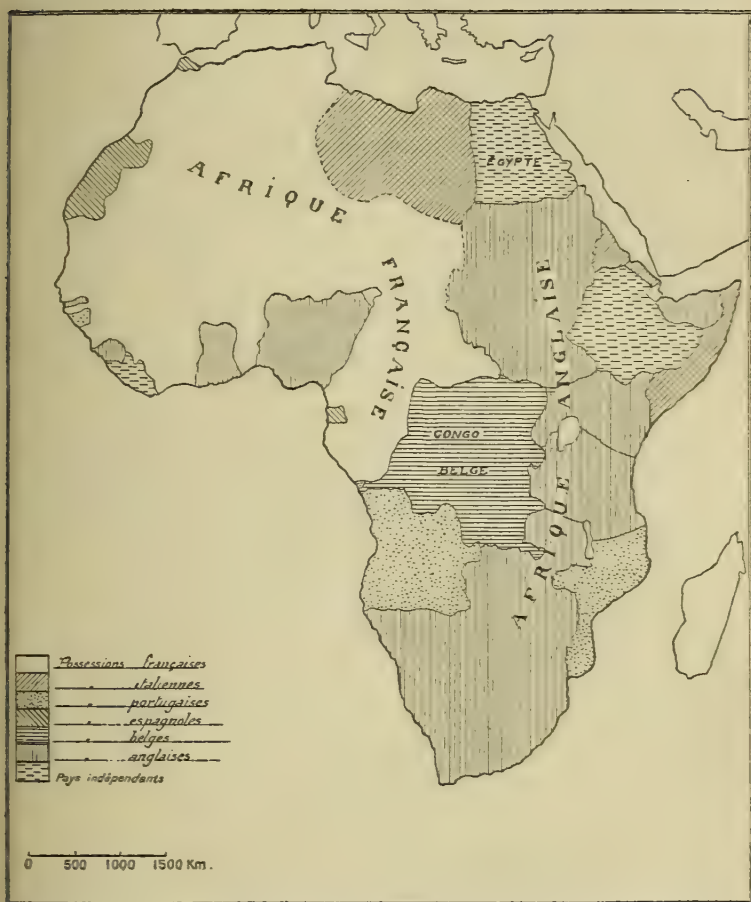 AFRIQUE
FRANÇAISE
ÉGYPTE
AFRIQUE ANGLAISE
CONGO
BELGE
Possessions françaises
" italiennes
" portugaises
" espagnoles
" belges
" anglaises
Pays indépendants
0 500 1000 1500 Km.